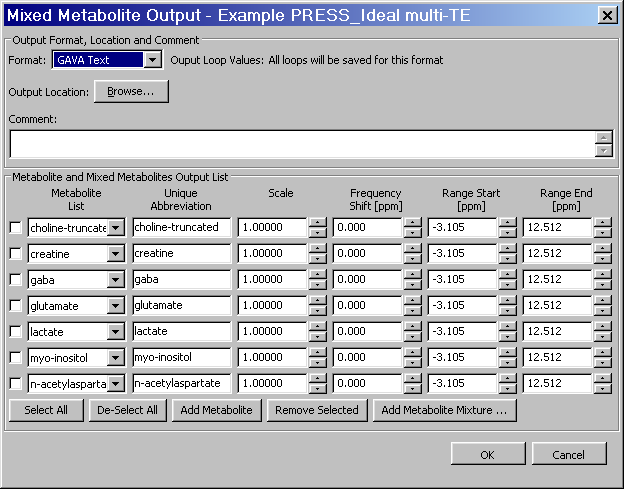 Mixed Metabolite Output - Example PRESS_Ideal multi-TE
Output Format, Location and Comment
Format: GAVA Text Ouput Loop Values: All loops will be saved for this format
Output Location: Browse...
Comment:
Metabolite and Mixed Metabolites Output List
Metabolite List Unique Abbreviation Scale Frequency Shift [ppm] Range Start [ppm] Range End [ppm]
choline-truncate choline-truncated 1.00000 0.000 -3.105 12.512
creatine creatine 1.00000 0.000 -3.105 12.512
gaba gaba 1.00000 0.000 -3.105 12.512
glutamate glutamate 1.00000 0.000 -3.105 12.512
lactate lactate 1.00000 0.000 -3.105 12.512
myo-inositol myo-inositol 1.00000 0.000 -3.105 12.512
n-acetylasparta n-acetylaspartate 1.00000 0.000 -3.105 12.512
Select All De-Select All Add Metabolite Remove Selected Add Metabolite Mixture ...
OK Cancel